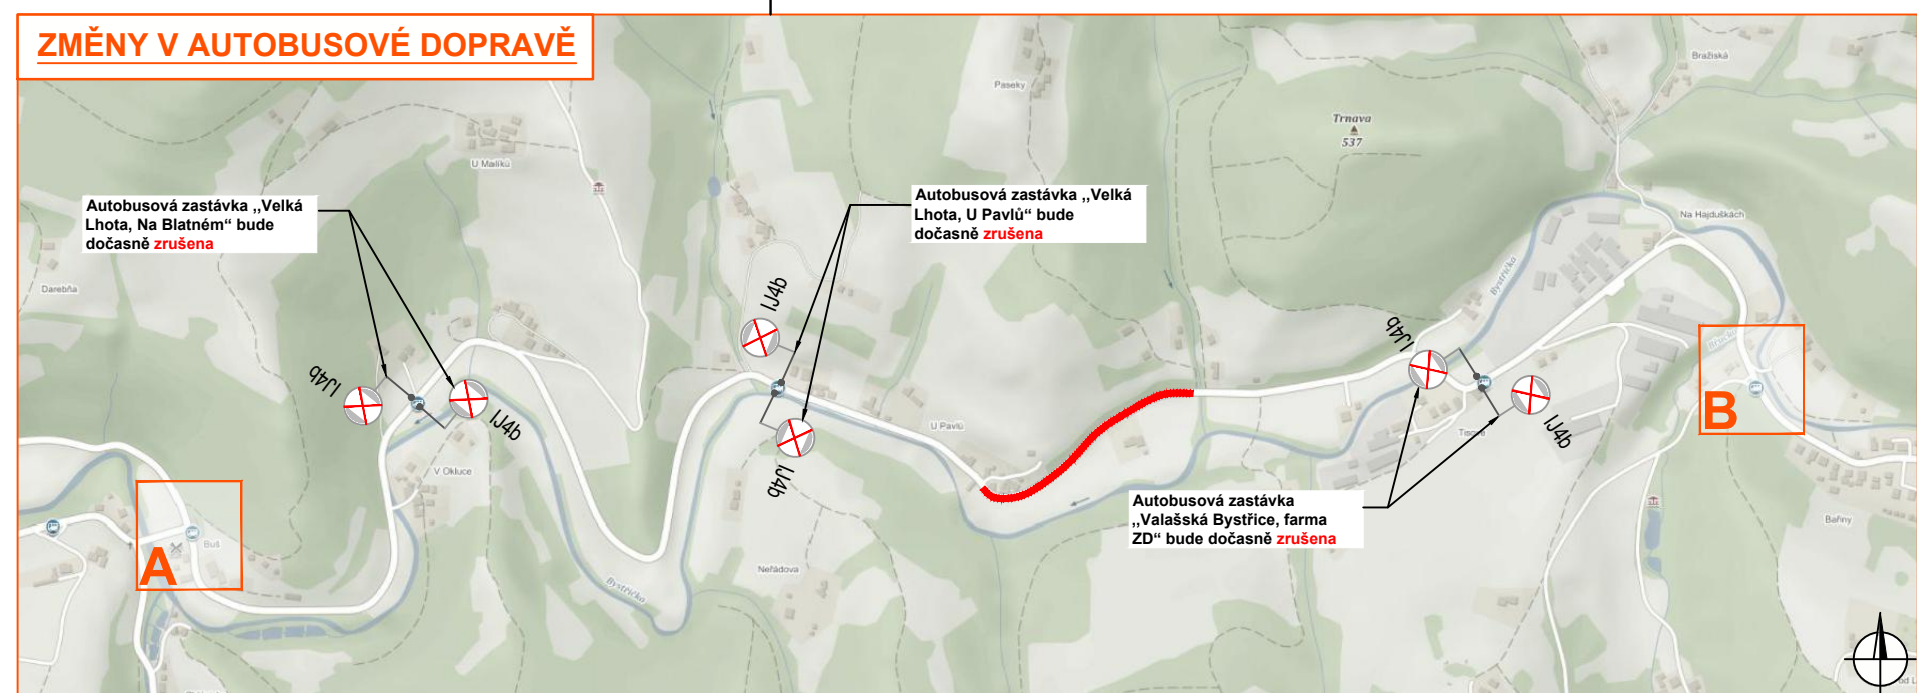 ZMĚNY V AUTOBUSOVÉ DOPRAVĚ
Bražiská
Paseky
Trnava
537
U Malíků
Autobusová zastávka ,,Velká
Lhota, Na Blatném“ bude
dočasně zrušena
Autobusová zastávka ,,Velká
Lhota, U Pavlů“ bude
dočasně zrušena
Na Hajduškách
Bystřička
Darebňa
IJ4b
IJ4b
IJ4b
IJ4b
IJ4b
IJ4b
U Pavlů
Tisové
B
V Okluce
Autobusová zastávka
,,Valašská Bystřice, farma
ZD“ bude dočasně zrušena
Bařiny
Buš
A
Neřádova
Bystřička